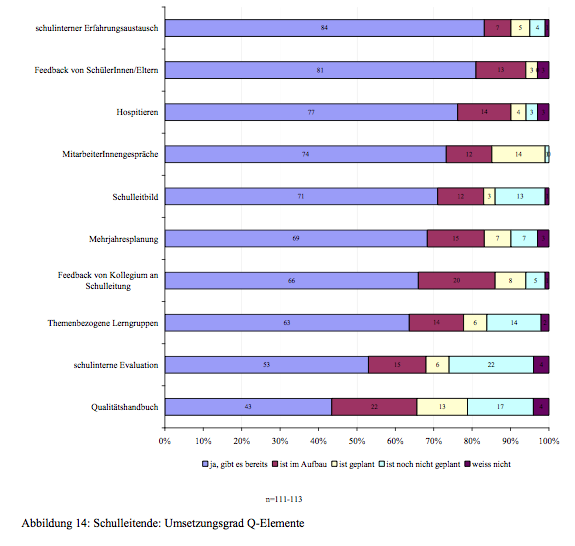 schulinterner Erfahrungsaustausch 84 7 5 4
Feedback von SchülerInnen/Eltern 81 13 3
Hospitieren 77 14 4 3
MitarbeiterInnengespräche 74 12 14
Schulleitbild 71 12 3 13
Mehrjahresplanung 69 15 7 7
Feedback von Kollegium an
Schulleitung 66 20 8 5
Themenbezogene Lerngruppen 63 14 6 14
schulinterne Evaluation 53 15 6 22
Qualitätshandbuch 43 22 13 17
0% 10% 20% 30% 40% 50% 60% 70% 80% 90% 100%
ja, gibt es bereits ist im Aufbau ist geplant ist noch nicht geplant weiss nicht
n=111-113
Abbildung 14: Schulleitende: Umsetzungsgrad Q-Elemente